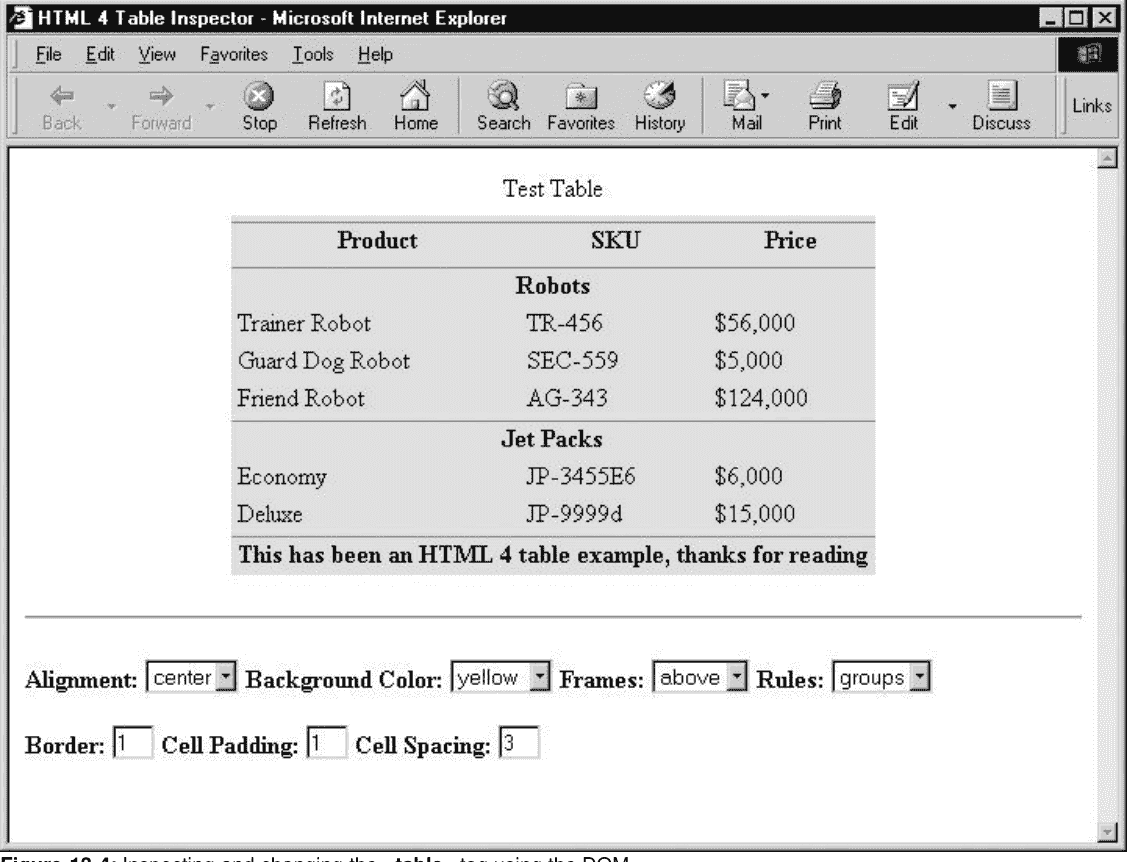 HTML 4 Table Inspector - Microsoft Internet Explorer
File Edit View Favorites Tools Help
Back Forward Stop Refresh Home Search Favorites History Mail Print Edit Discuss Links
Test Table
Product SKU Price
Robots
Trainer Robot TR-456 $56,000
Guard Dog Robot SEC-559 $5,000
Friend Robot AG-343 $124,000
Jet Packs
Economy JP-3455E6 $6,000
Deluxe JP-9999d $15,000
This has been an HTML 4 table example, thanks for reading
Alignment: center Background Color: yellow Frames: above Rules: groups
Border: 1 Cell Padding: 1 Cell Spacing: 3
Inspecting and changing the table tag using the DOM